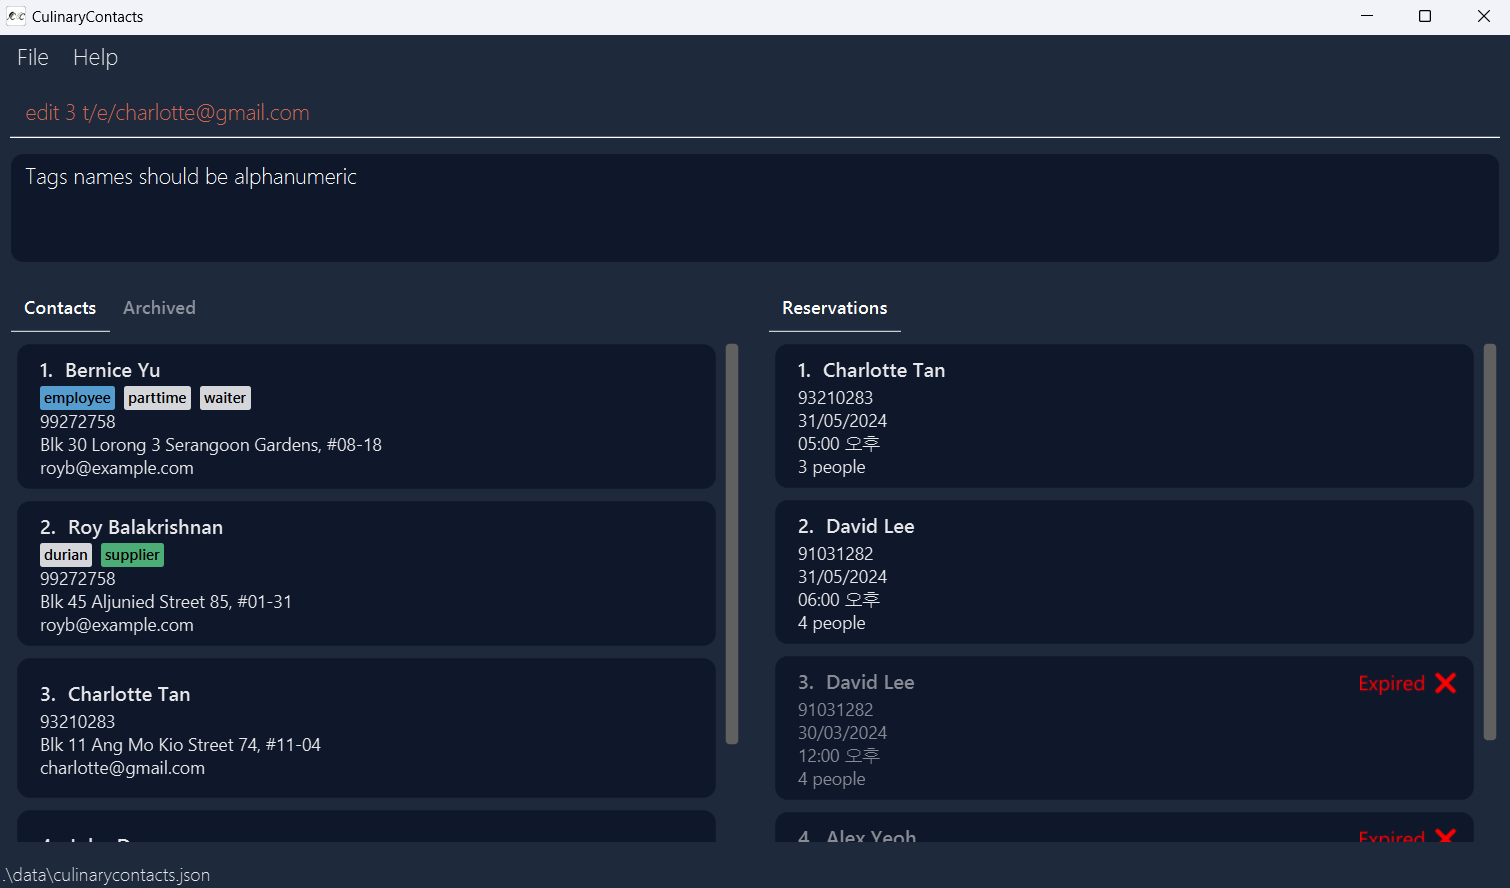 CulinaryContacts
File Help
edit 3 t/e/charlotte@gmail.com
Tags names should be alphanumeric
Contacts Archived
1. Bernice Yu
employee parttime waiter
99272758
Blk 30 Lorong 3 Serangoon Gardens, #08-18
royb@example.com
2. Roy Balakrishnan
durian supplier
99272758
Blk 45 Aljunied Street 85, #01-31
royb@example.com
3. Charlotte Tan
93210283
Blk 11 Ang Mo Kio Street 74, #11-04
charlotte@gmail.com
Reservations
1. Charlotte Tan
93210283
31/05/2024
05:00 오후
3 people
2. David Lee
91031282
31/05/2024
06:00 오후
4 people
3. David Lee
Expired
91031282
30/03/2024
12:00 오후
4 people
4. Alex Yeoh
Expired
.\data\culinarycontacts.json